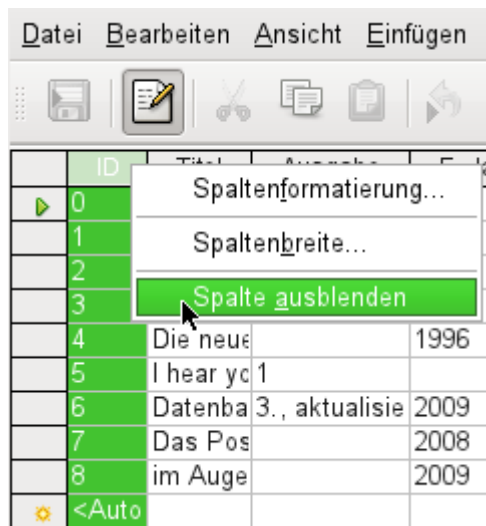 Datei Bearbeiten Ansicht Einfügen
ID
Spaltenformatierung...
Spaltenbreite...
Spalte ausblenden
0
1
2
3
4 Die neue 1996
5 I hear yo 1
6 Datenba 3., aktualisie 2009
7 Das Pos 2008
8 im Auge 2009
<Auto